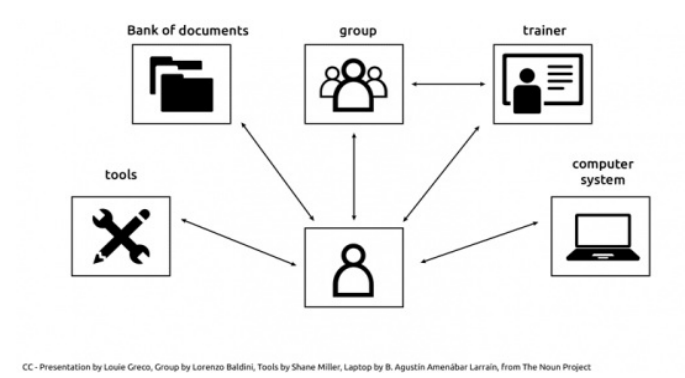 Bank of documents
group
trainer
tools
computer
system
CC - Presentation by Louie Greco, Group by Lorenzo Baldini, Tools by Shane Miller, Laptop by B. Agustín Amenábar Larraín, from The Noun Project